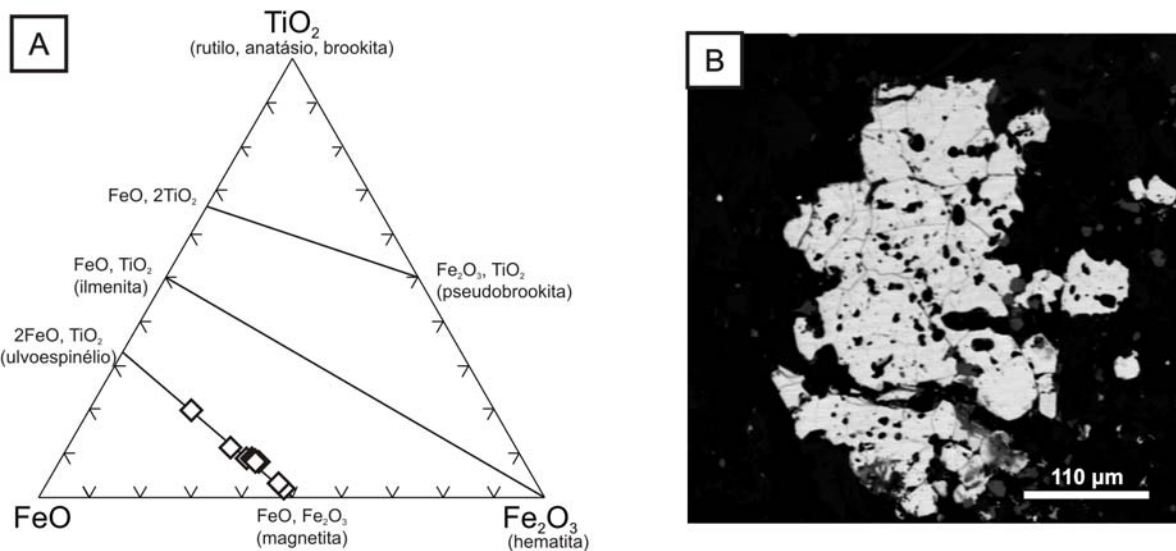 A
TiO₂
(rutilo, anatásio, brookita)
FeO, 2TiO₂
FeO, TiO₂
(ilmenita)
Fe₂O₃, TiO₂
(pseudobrookita)
2FeO, TiO₂
(ulvoespinélio)
FeO
FeO, Fe₂O₃
(magnetita)
Fe₂O₃
(hematita)
B
110 µm